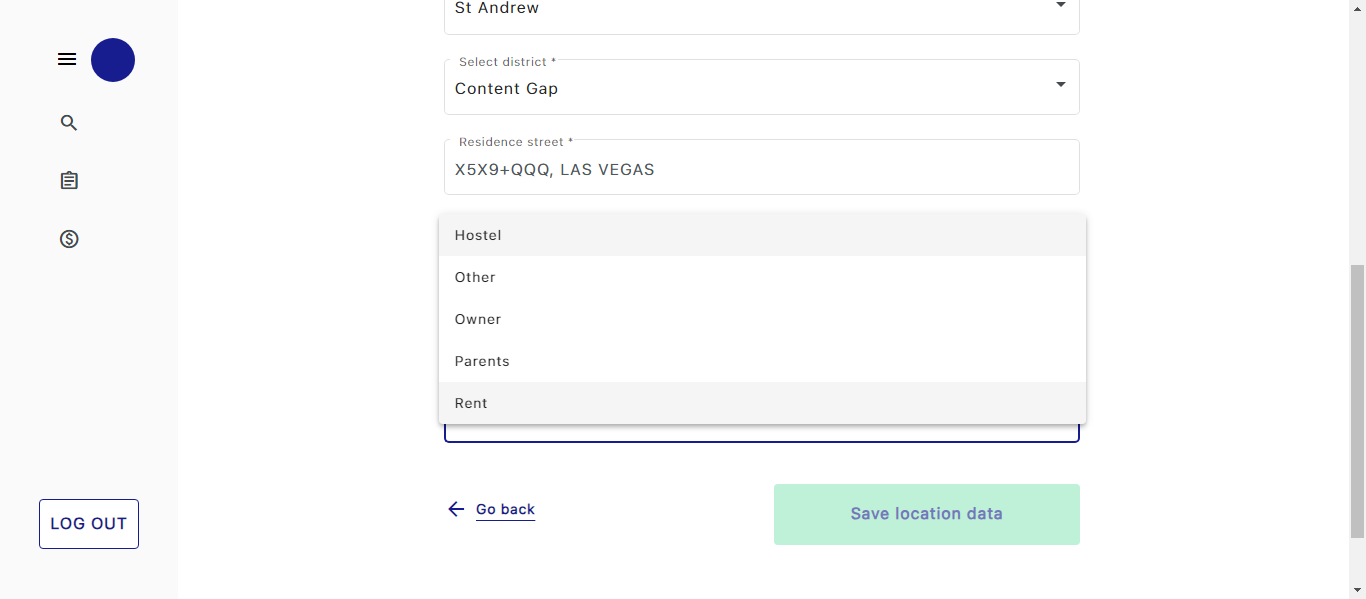 St Andrew
Select district *
Content Gap
Residence street *
X5X9+QQQ, LAS VEGAS
Hostel
Other
Owner
Parents
Rent
Go back
Save location data
LOG OUT